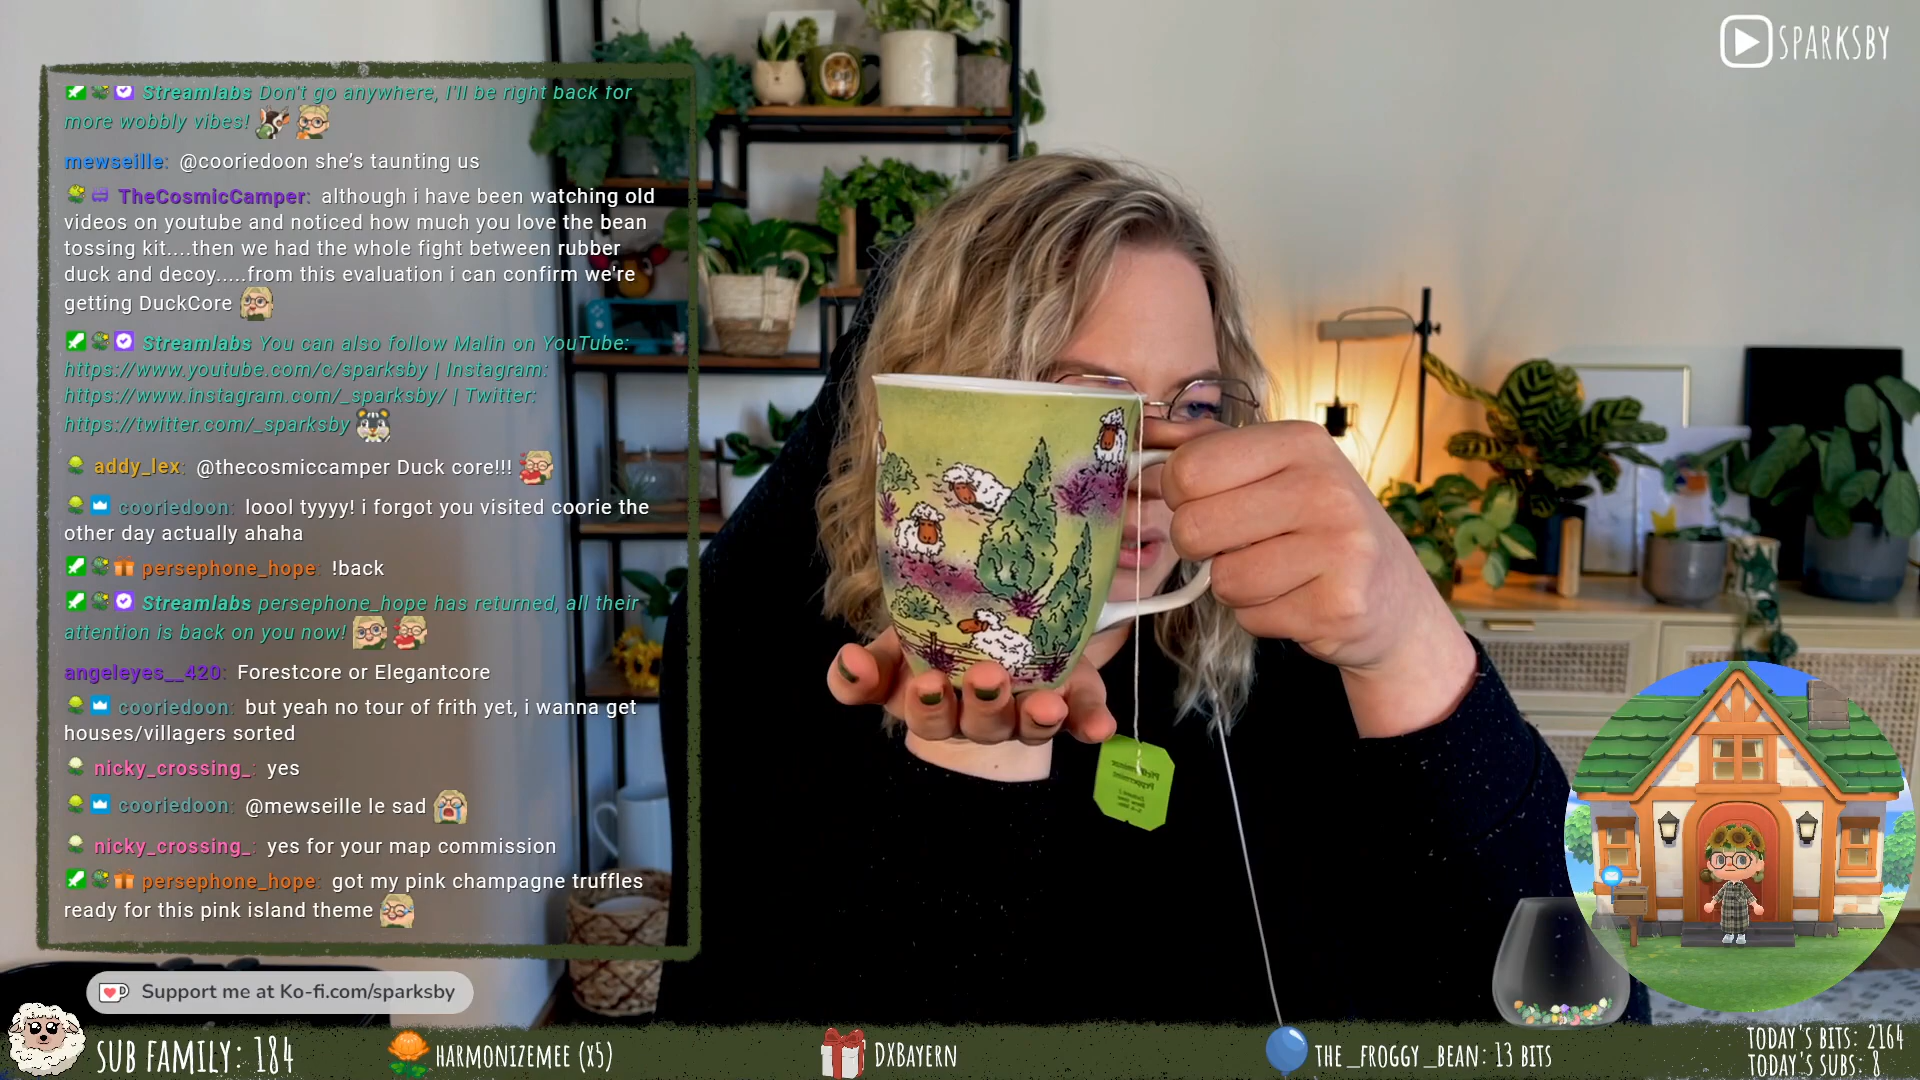 SPARKSBY
Streamlabs Don't go anywhere, I'll be right back for
more wobbly vibes!
mewseille: @cooriedoon she's taunting us
TheCosmicCamper: although i have been watching old
videos on youtube and noticed how much you love the bean
tossing kit....then we had the whole fight between rubber
duck and decoy.....from this evaluation i can confirm we're
getting DuckCore
Streamlabs You can also follow Malin on YouTube:
https://www.youtube.com/c/sparksby | Instagram:
https://www.instagram.com/_sparksby/ | Twitter:
https://twitter.com/_sparksby
addy_lex: @thecosmiccamper Duck core!!!
cooriedoon: loool tyyyy! i forgot you visited coorie the
other day actually ahaha
persephone_hope: !back
Streamlabs persephone_hope has returned, all their
attention is back on you now!
angeleyes__420: Forestcore or Elegantcore
cooriedoon: but yeah no tour of frith yet, i wanna get
houses/villagers sorted
nicky_crossing_: yes
cooriedoon: @mewseille le sad
nicky_crossing_: yes for your map commission
persephone_hope: got my pink champagne truffles
ready for this pink island theme
Support me at Ko-fi.com/sparksby
SUB FAMILY: 184
HARMONIZEMEE (X5)
DXBAYERN
THE_FROGGY_BEAN: 13 BITS
TODAY'S BITS: 2164
TODAY'S SUBS: 8